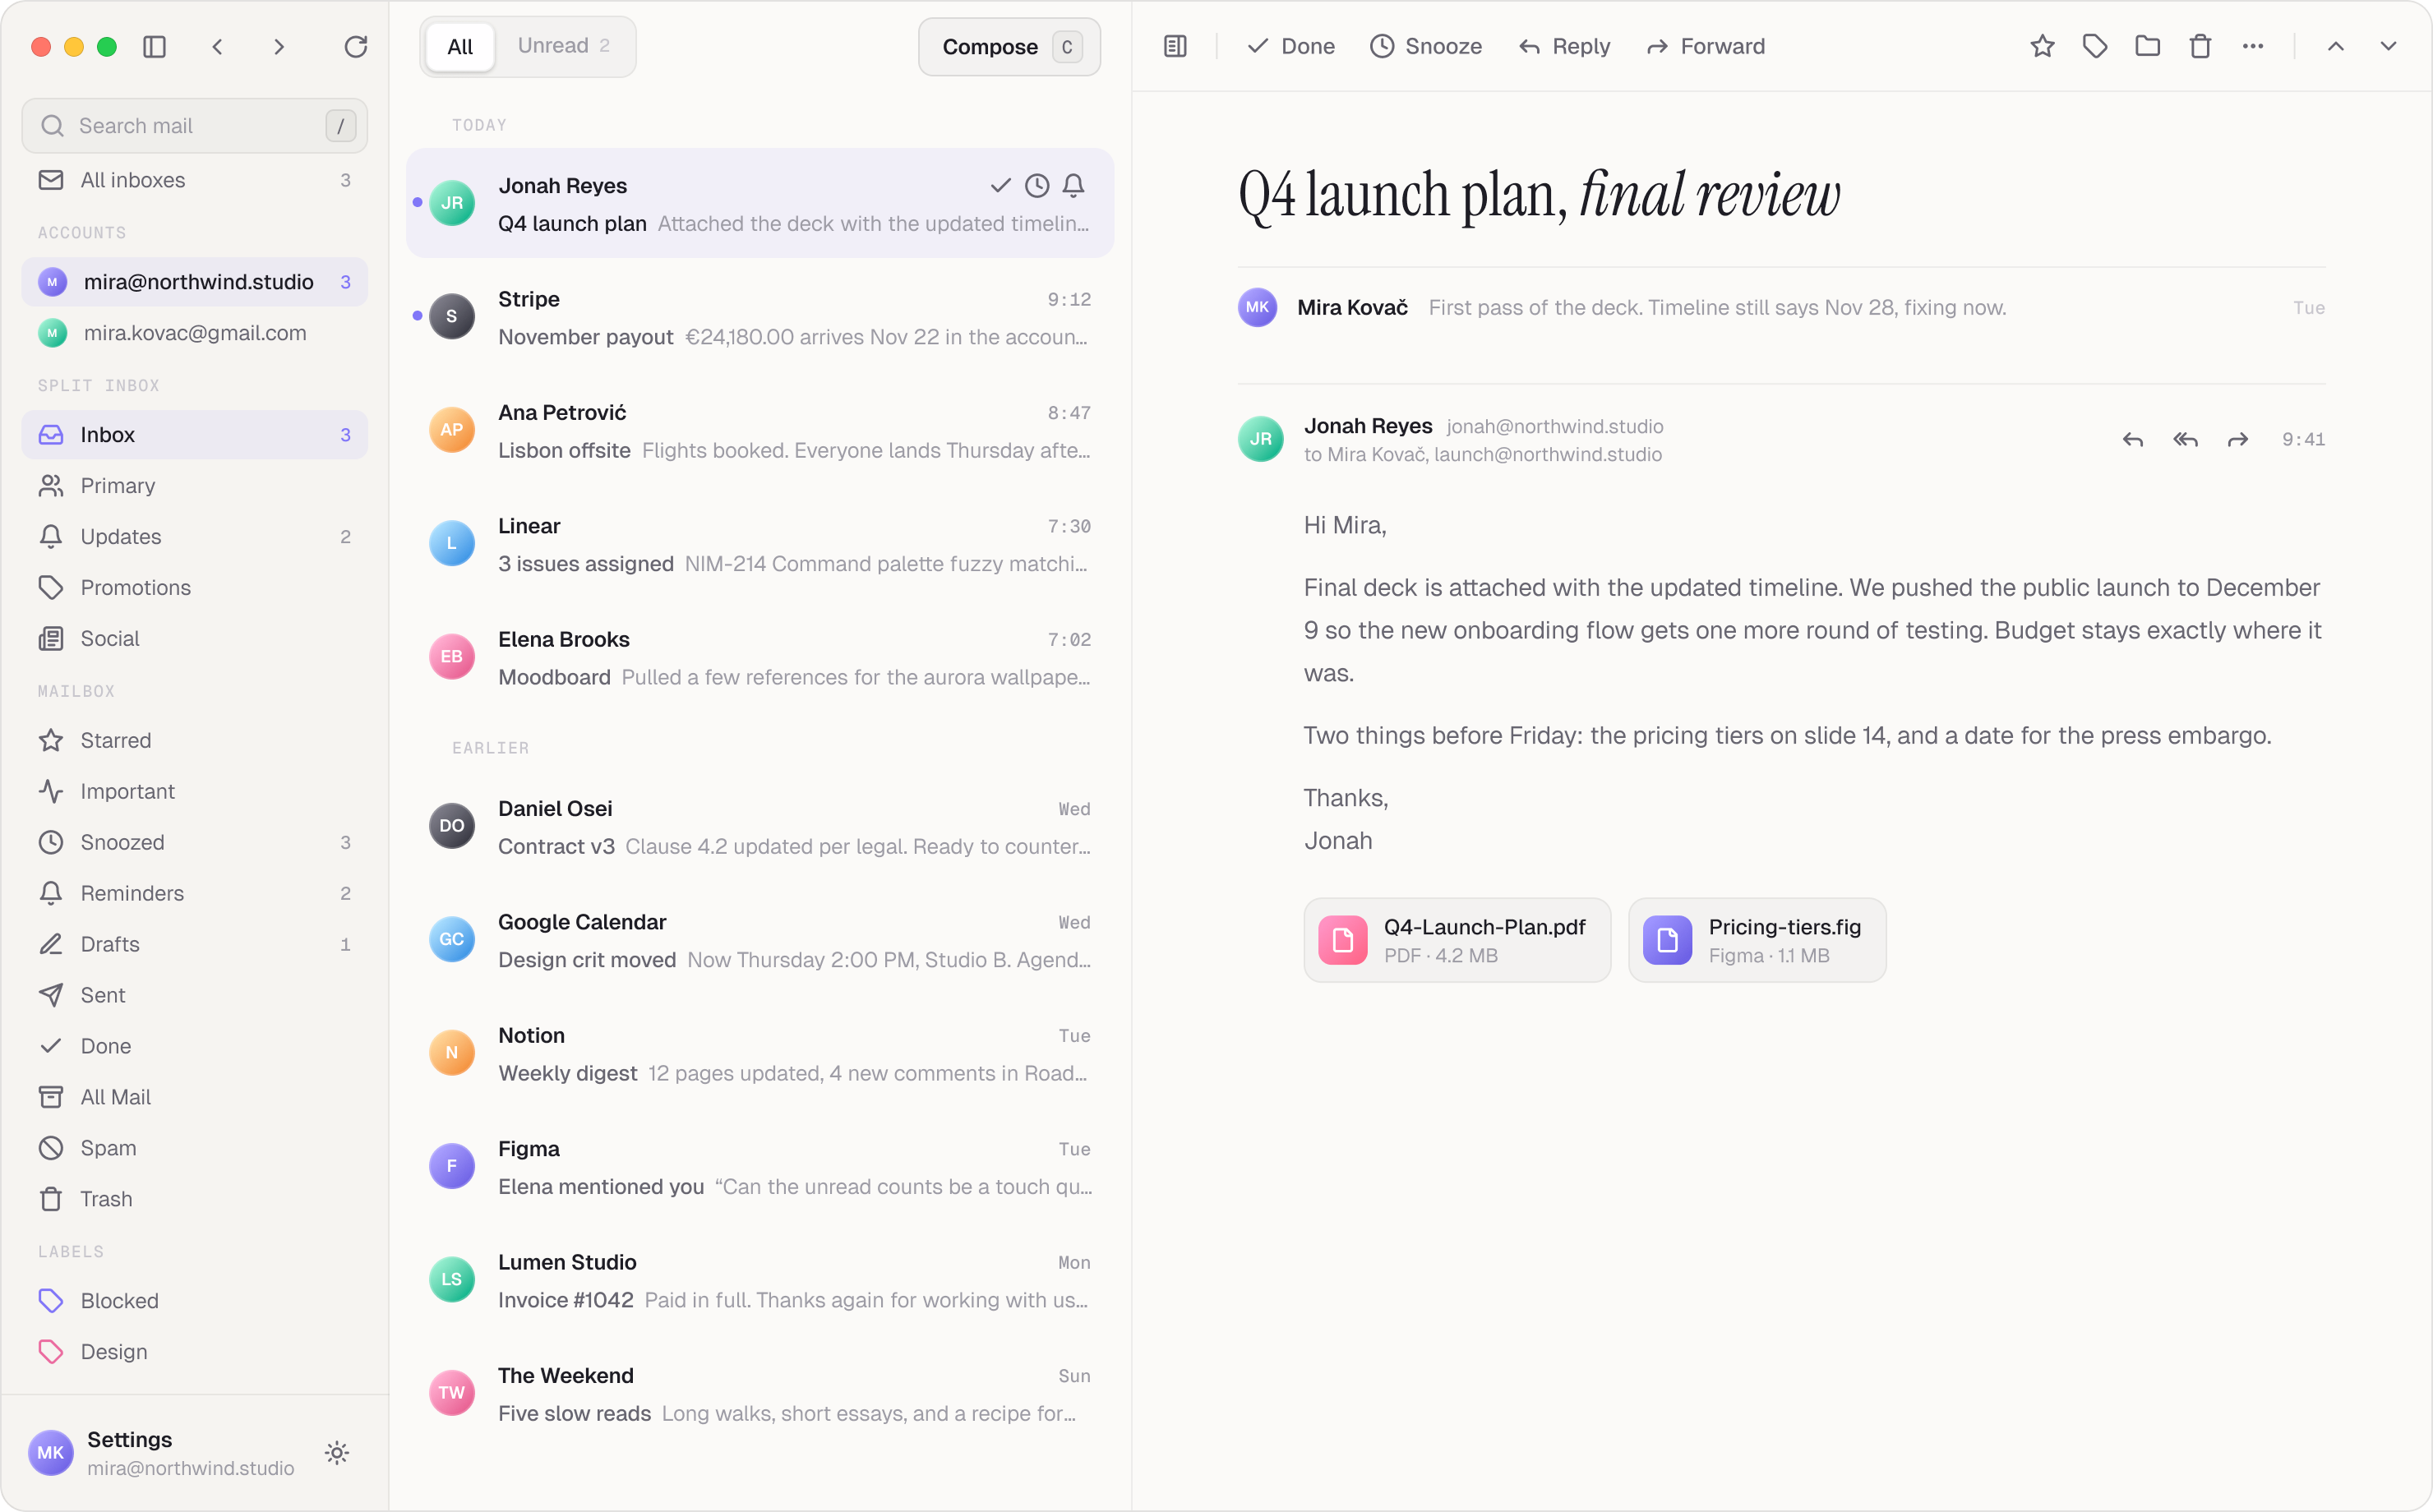 Search mail /
All inboxes 3
ACCOUNTS
M mira@northwind.studio 3
M mira.kovac@gmail.com
SPLIT INBOX
Inbox 3
Primary
Updates 2
Promotions
Social
MAILBOX
Starred
Important
Snoozed 3
Reminders 2
Drafts 1
Sent
Done
All Mail
Spam
Trash
LABELS
Blocked
Design
MK Settings
mira@northwind.studio
All Unread 2 Compose C
TODAY
JR Jonah Reyes
Q4 launch plan Attached the deck with the updated timelin…
S Stripe 9:12
November payout €24,180.00 arrives Nov 22 in the accoun…
AP Ana Petrović 8:47
Lisbon offsite Flights booked. Everyone lands Thursday afte…
L Linear 7:30
3 issues assigned NIM-214 Command palette fuzzy matchi…
EB Elena Brooks 7:02
Moodboard Pulled a few references for the aurora wallpape…
EARLIER
DO Daniel Osei Wed
Contract v3 Clause 4.2 updated per legal. Ready to counter…
GC Google Calendar Wed
Design crit moved Now Thursday 2:00 PM, Studio B. Agend…
N Notion Tue
Weekly digest 12 pages updated, 4 new comments in Road…
F Figma Tue
Elena mentioned you “Can the unread counts be a touch qu…
LS Lumen Studio Mon
Invoice #1042 Paid in full. Thanks again for working with us…
TW The Weekend Sun
Five slow reads Long walks, short essays, and a recipe for…
Done Snooze Reply Forward
Q4 launch plan, final review
MK Mira Kovač First pass of the deck. Timeline still says Nov 28, fixing now. Tue
JR Jonah Reyes jonah@northwind.studio 9:41
to Mira Kovač, launch@northwind.studio
Hi Mira,
Final deck is attached with the updated timeline. We pushed the public launch to December
9 so the new onboarding flow gets one more round of testing. Budget stays exactly where it
was.
Two things before Friday: the pricing tiers on slide 14, and a date for the press embargo.
Thanks,
Jonah
Q4-Launch-Plan.pdf
PDF · 4.2 MB
Pricing-tiers.fig
Figma · 1.1 MB